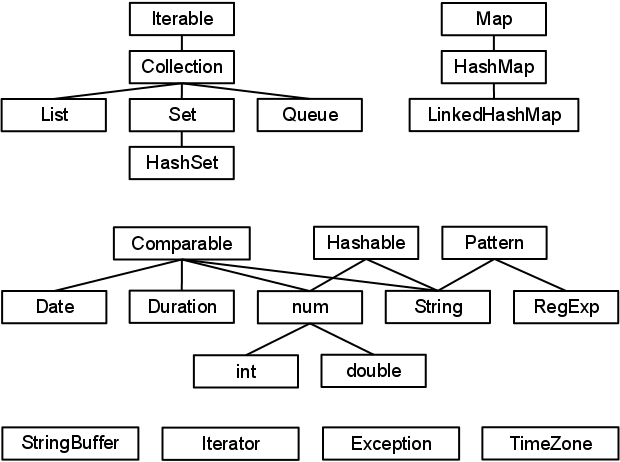 Iterable
Map
Collection
HashMap
List
Set
Queue
LinkedHashMap
HashSet
Comparable
Hashable
Pattern
Date
Duration
num
String
RegExp
int
double
StringBuffer
Iterator
Exception
TimeZone